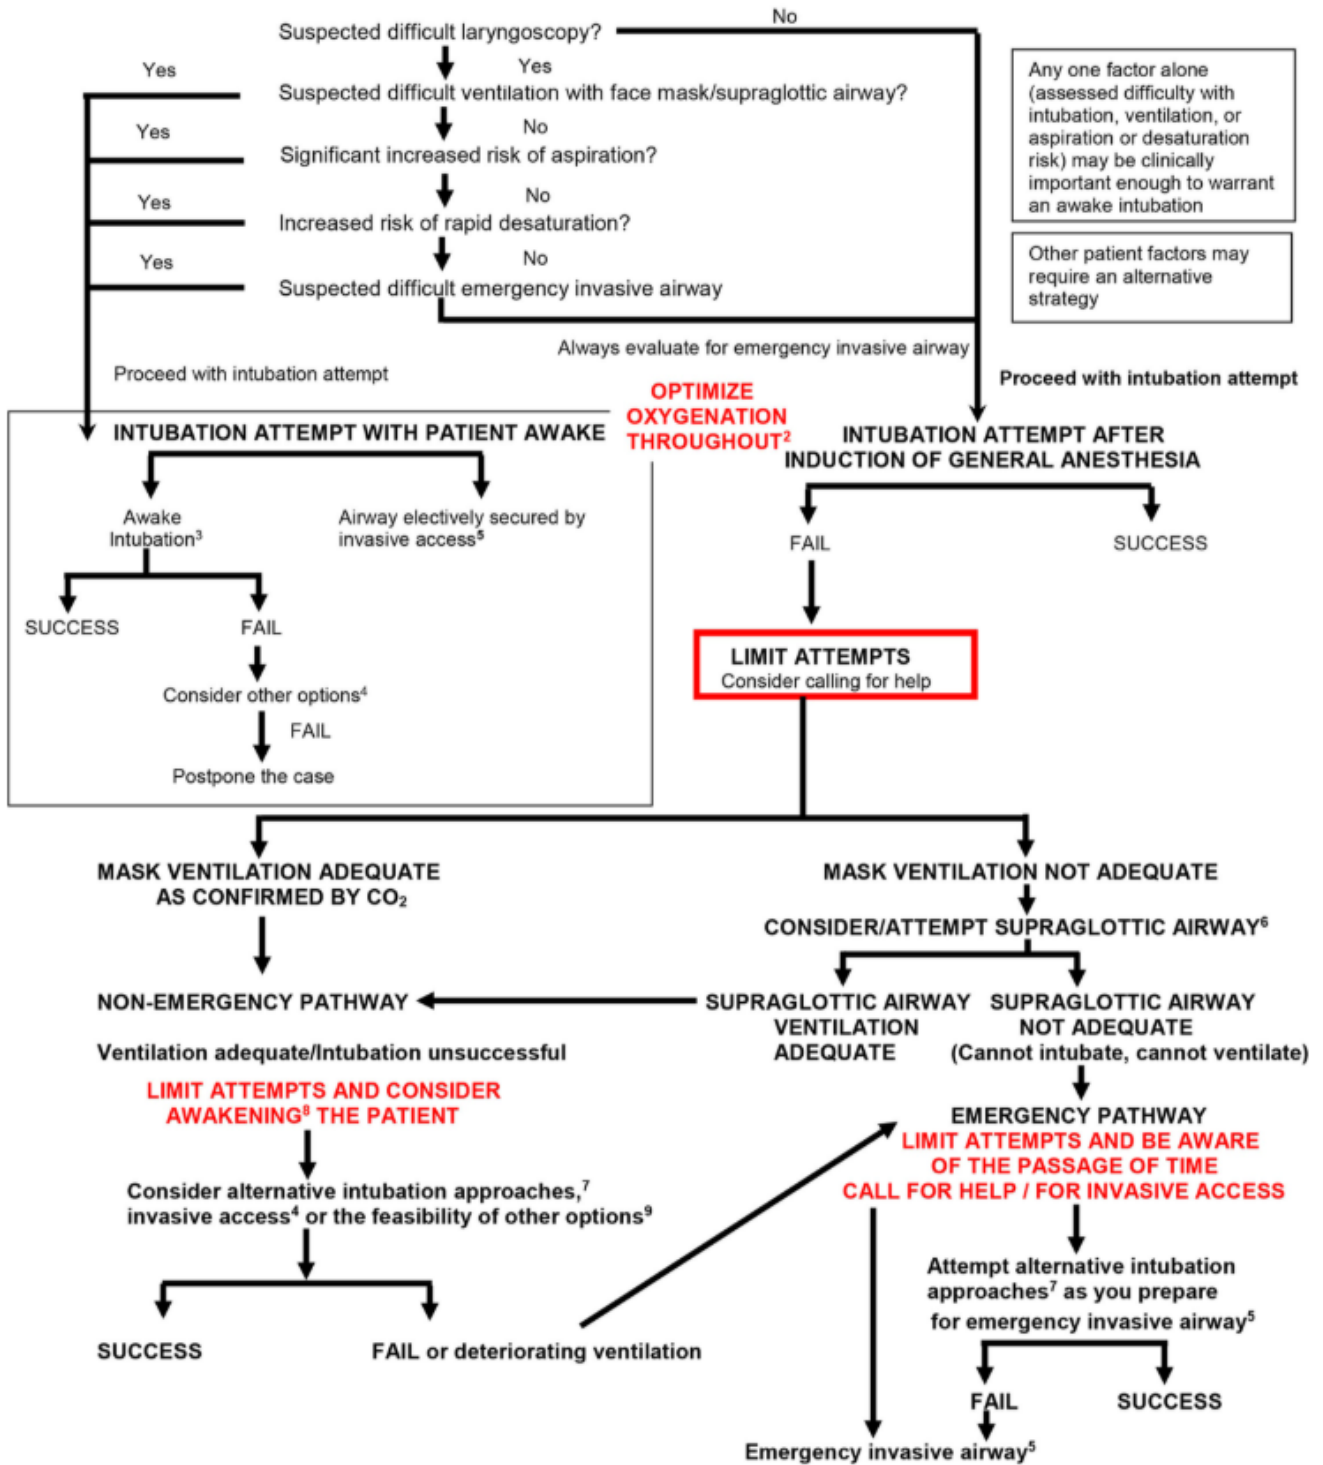 No
Suspected difficult laryngoscopy?
Yes
Yes
Suspected difficult ventilation with face mask/supraglottic airway?
No
Yes
Significant increased risk of aspiration?
No
Yes
Increased risk of rapid desaturation?
No
Yes
Suspected difficult emergency invasive airway
Any one factor alone
(assessed difficulty with
intubation, ventilation, or
aspiration or desaturation
risk) may be clinically
important enough to warrant
an awake intubation
Other patient factors may
require an alternative
strategy
Always evaluate for emergency invasive airway
Proceed with intubation attempt
Proceed with intubation attempt
OPTIMIZE
OXYGENATION
THROUGHOUT²
INTUBATION ATTEMPT WITH PATIENT AWAKE
Awake
Intubation³
Airway electively secured by
invasive access⁵
SUCCESS
FAIL
Consider other options⁴
FAIL
Postpone the case
INTUBATION ATTEMPT AFTER
INDUCTION OF GENERAL ANESTHESIA
FAIL
SUCCESS
LIMIT ATTEMPTS
Consider calling for help
MASK VENTILATION ADEQUATE
AS CONFIRMED BY CO₂
MASK VENTILATION NOT ADEQUATE
CONSIDER/ATTEMPT SUPRAGLOTTIC AIRWAY⁶
NON-EMERGENCY PATHWAY
SUPRAGLOTTIC AIRWAY
VENTILATION
ADEQUATE
SUPRAGLOTTIC AIRWAY
NOT ADEQUATE
(Cannot intubate, cannot ventilate)
Ventilation adequate/Intubation unsuccessful
LIMIT ATTEMPTS AND CONSIDER
AWAKENING⁸ THE PATIENT
Consider alternative intubation approaches,⁷
invasive access⁴ or the feasibility of other options⁹
SUCCESS
FAIL or deteriorating ventilation
EMERGENCY PATHWAY
LIMIT ATTEMPTS AND BE AWARE
OF THE PASSAGE OF TIME
CALL FOR HELP / FOR INVASIVE ACCESS
Attempt alternative intubation
approaches⁷ as you prepare
for emergency invasive airway⁵
FAIL
SUCCESS
Emergency invasive airway⁵